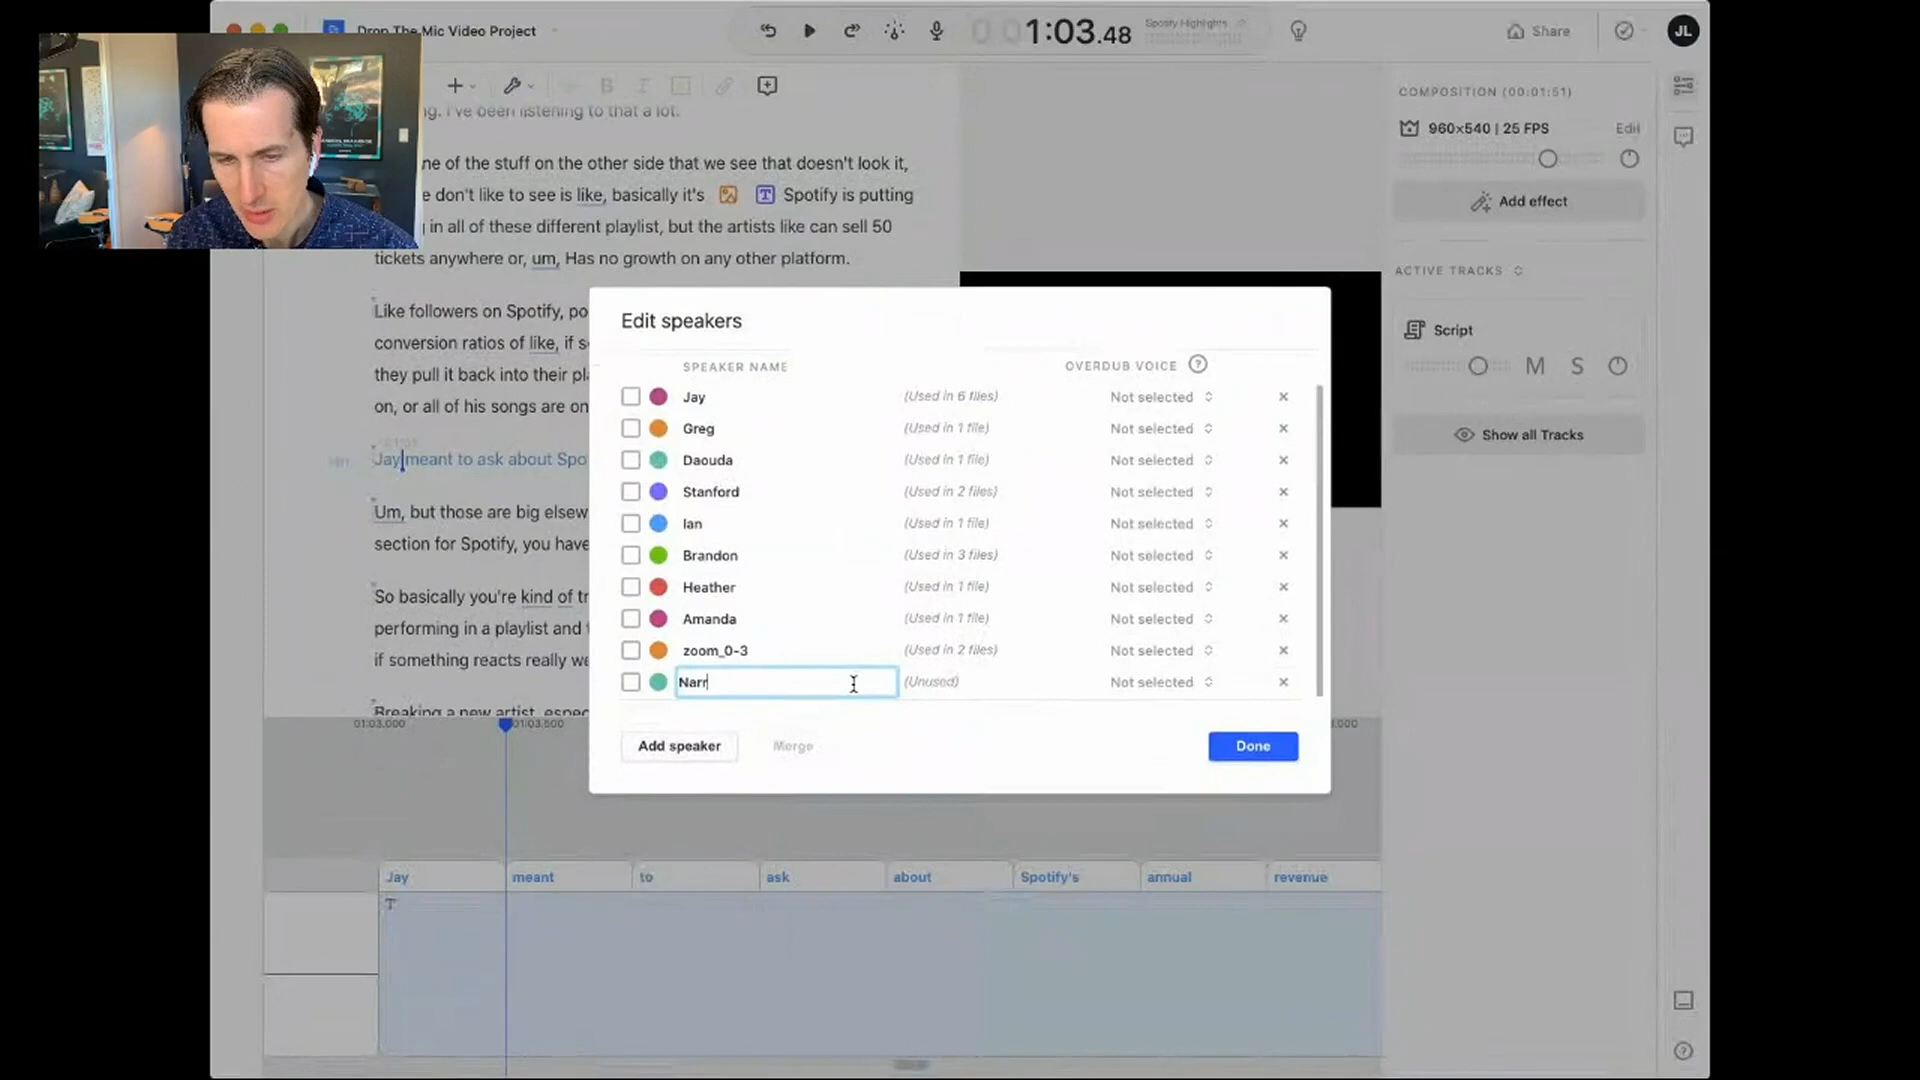 Drop The Mic Video Project
1:03.48
Spotify Highlights
Share
JL
B
I
ng. I've been listening to that a lot.
ne of the stuff on the other side that we see that doesn't look it,
e don't like to see is like, basically it's T Spotify is putting
in all of these different playlist, but the artists like can sell 50
tickets anywhere or, um, Has no growth on any other platform.
Like followers on Spotify, po
conversion ratios of like, if s
they pull it back into their pl
on, or all of his songs are on
Jay meant to ask about Spo
Um, but those are big elsew
section for Spotify, you have
So basically you're kind of tr
performing in a playlist and
if something reacts really we
Breaking a new artist, espec
Edit speakers
SPEAKER NAME
OVERDUB VOICE ?
Jay (Used in 6 files) Not selected
Greg (Used in 1 file) Not selected
Daouda (Used in 1 file) Not selected
Stanford (Used in 2 files) Not selected
Ian (Used in 1 file) Not selected
Brandon (Used in 3 files) Not selected
Heather (Used in 1 file) Not selected
Amanda (Used in 1 file) Not selected
zoom_0-3 (Used in 2 files) Not selected
Narr (Unused) Not selected
Add speaker
Merge
Done
COMPOSITION (00:01:51)
960×540 | 25 FPS
Edit
Add effect
ACTIVE TRACKS
Script
M S
Show all Tracks
01:03.000
01:03.500
Jay meant to ask about Spotify's annual revenue
T
?